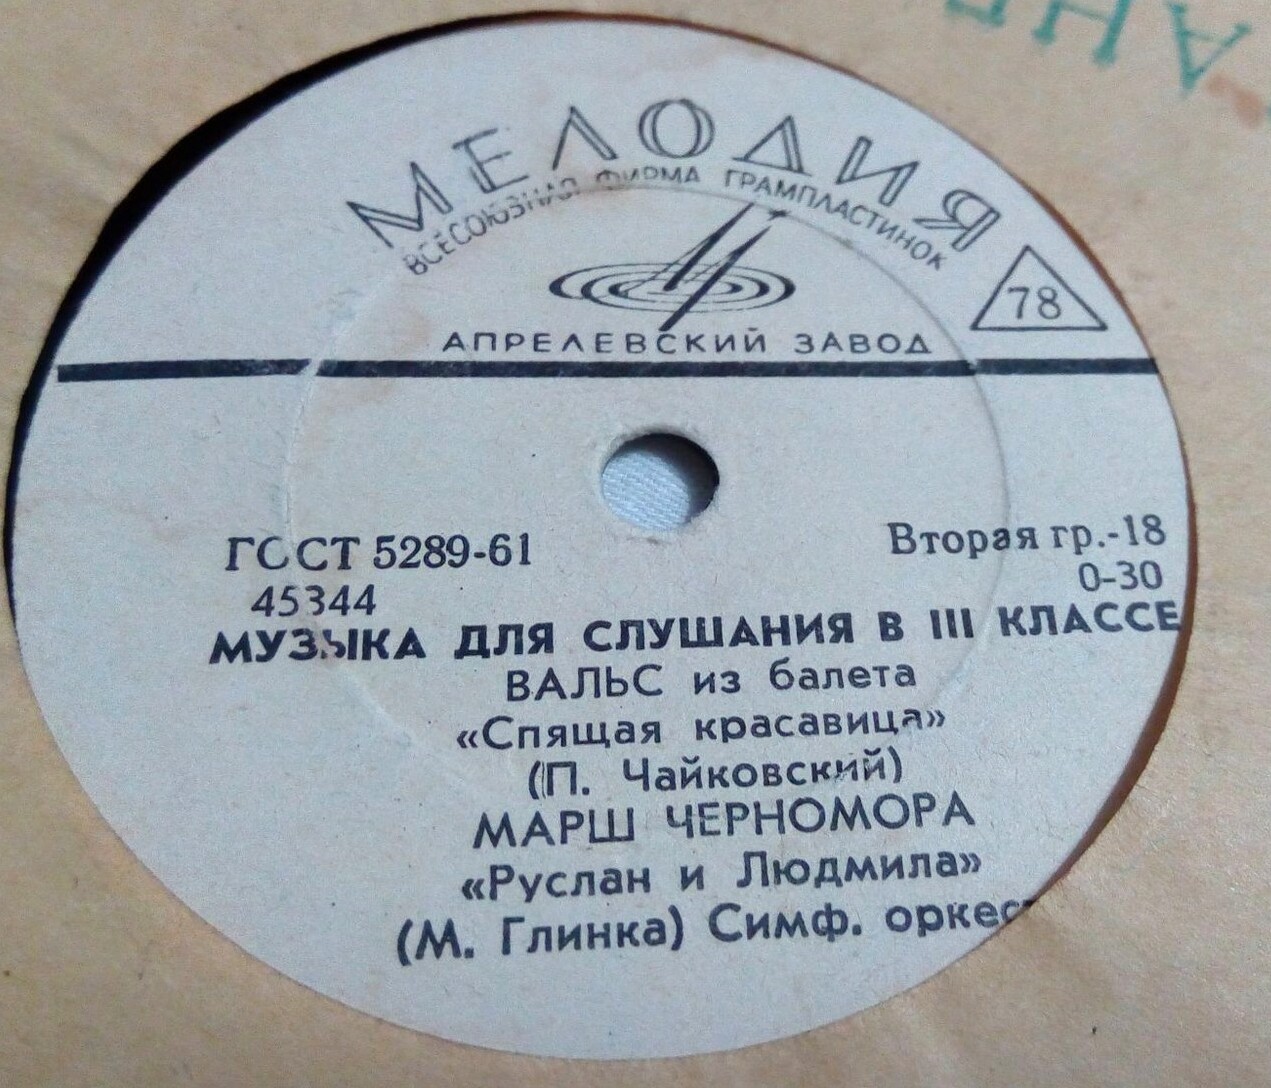 МЕЛОДИЯ
ВСЕСОЮЗНАЯ ФИРМА ГРАМПЛАСТИНОК
78
АПРЕЛЕВСКИЙ ЗАВОД
ГОСТ 5289-61
Вторая гр.-18
45344
0-30
МУЗЫКА ДЛЯ СЛУШАНИЯ В III КЛАССЕ
ВАЛЬС из балета
«Спящая красавица»
(П. Чайковский)
МАРШ ЧЕРНОМОРА
«Руслан и Людмила»
(М. Глинка) Симф. оркес